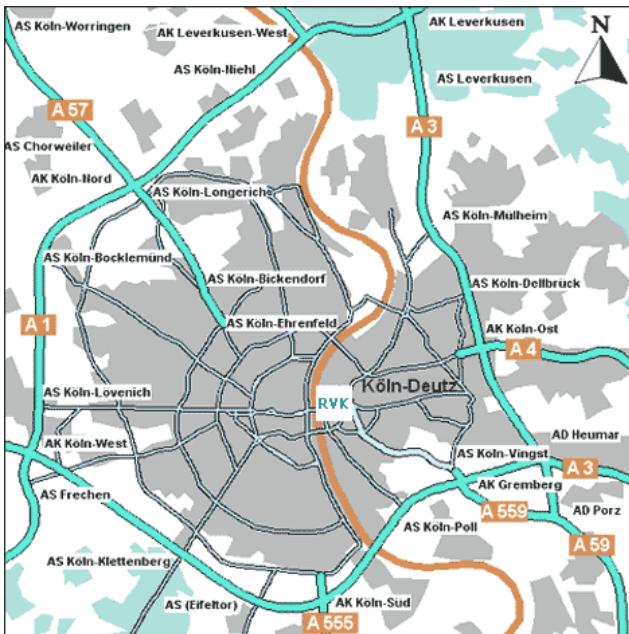 AS Köln-Worringen
AK Leverkusen-West
AK Leverkusen
N
AS Köln-Niehl
AS Leverkusen
A 57
A 3
AS Chorweiler
AK Köln-Nord
AS Köln-Longerich
AS Köln-Mülheim
AS Köln-Bocklemünd
AS Köln-Bickendorf
AS Köln-Dellbrück
A 1
AS Köln-Ehrenfeld
AK Köln-Ost
A 4
Köln-Deutz
AS Köln-Lövenich
RVK
AK Köln-West
AD Heumar
AS Köln-Vingst
A 3
AS Frechen
AK Gremberg
A 559
AD Porz
AS Köln-Poll
A 59
AS Köln-Klettenberg
AS (Eifeltor)
AK Köln-Süd
A 555